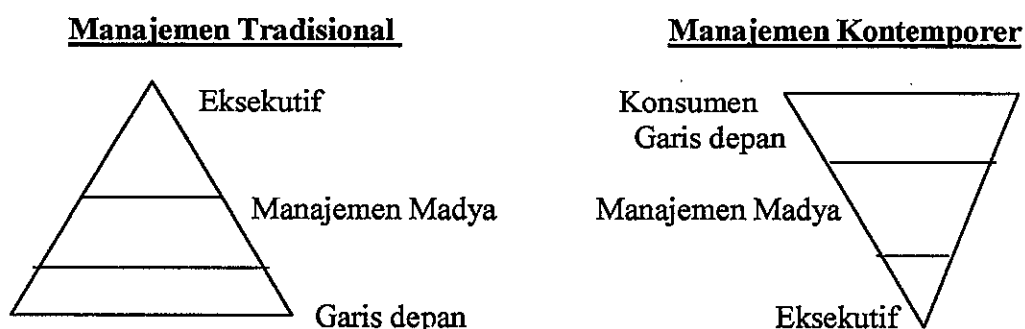 Manajemen Tradisional
Eksekutif
Manajemen Madya
Garis depan
Manajemen Kontemporer
Konsumen
Garis depan
Manajemen Madya
Eksekutif